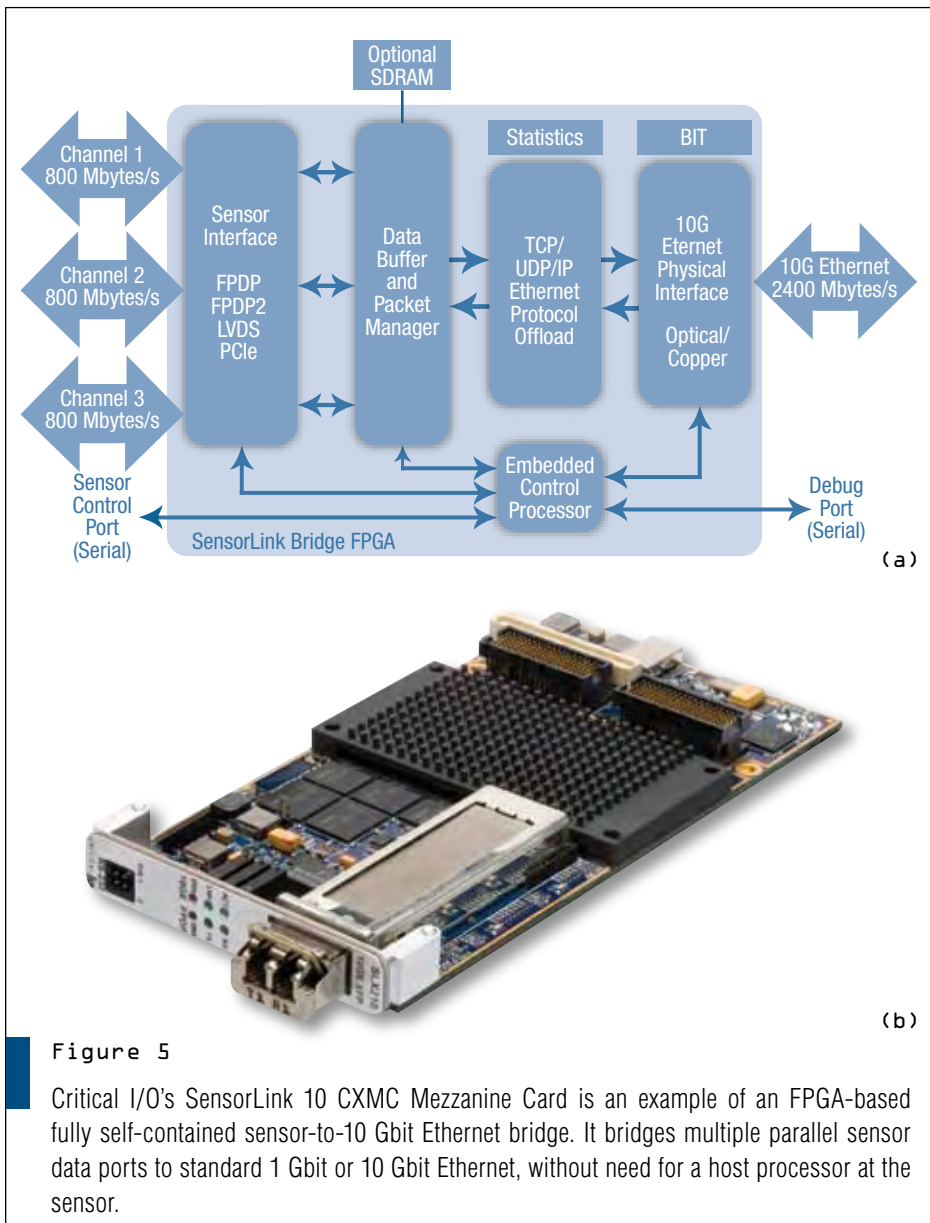 Optional
SDRAM
Statistics
BIT
Channel 1
800 Mbytes/s
Channel 2
800 Mbytes/s
Channel 3
800 Mbytes/s
Sensor
Interface
FPDP
FPDP2
LVDS
PCIe
Data
Buffer
and
Packet
Manager
TCP/
UDP/IP
Ethernet
Protocol
Offload
10G
Eternet
Physical
Interface
Optical/
Copper
10G Ethernet
2400 Mbytes/s
Embedded
Control
Processor
Sensor
Control
Port
(Serial)
Debug
Port
(Serial)
SensorLink Bridge FPGA
(a)
(b)
Figure 5
Critical I/O's SensorLink 10 CXMC Mezzanine Card is an example of an FPGA-based
fully self-contained sensor-to-10 Gbit Ethernet bridge. It bridges multiple parallel sensor
data ports to standard 1 Gbit or 10 Gbit Ethernet, without need for a host processor at the
sensor.